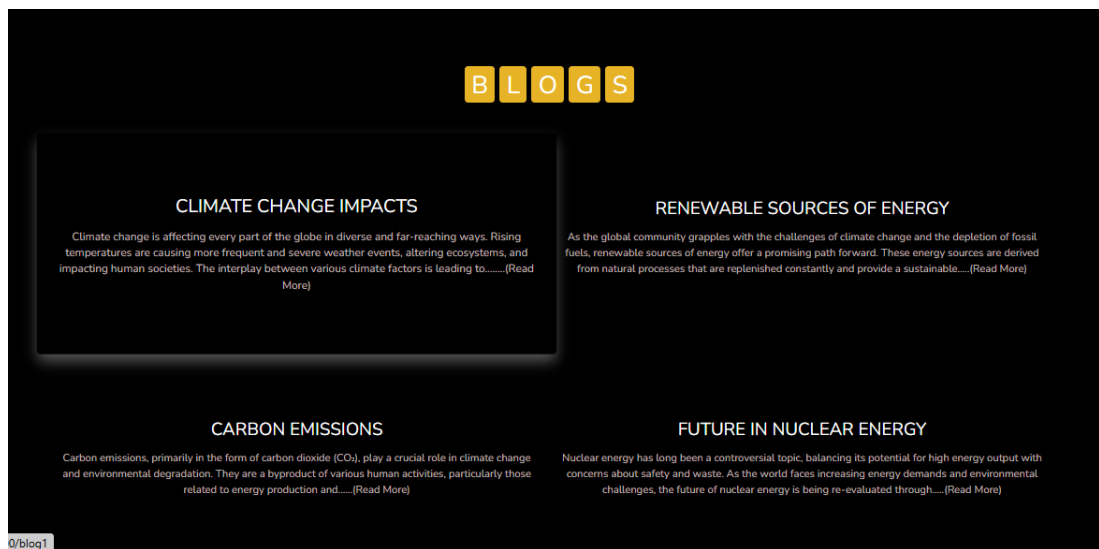 BLOGS
CLIMATE CHANGE IMPACTS
Climate change is affecting every part of the globe in diverse and far-reaching ways. Rising
temperatures are causing more frequent and severe weather events, altering ecosystems, and
impacting human societies. The interplay between various climate factors is leading to........(Read
More)
RENEWABLE SOURCES OF ENERGY
As the global community grapples with the challenges of climate change and the depletion of fossil
fuels, renewable sources of energy offer a promising path forward. These energy sources are derived
from natural processes that are replenished constantly and provide a sustainable.....(Read More)
CARBON EMISSIONS
Carbon emissions, primarily in the form of carbon dioxide (CO₂), play a crucial role in climate change
and environmental degradation. They are a byproduct of various human activities, particularly those
related to energy production and......(Read More)
FUTURE IN NUCLEAR ENERGY
Nuclear energy has long been a controversial topic, balancing its potential for high energy output with
concerns about safety and waste. As the world faces increasing energy demands and environmental
challenges, the future of nuclear energy is being re-evaluated through.....(Read More)
0/blog1